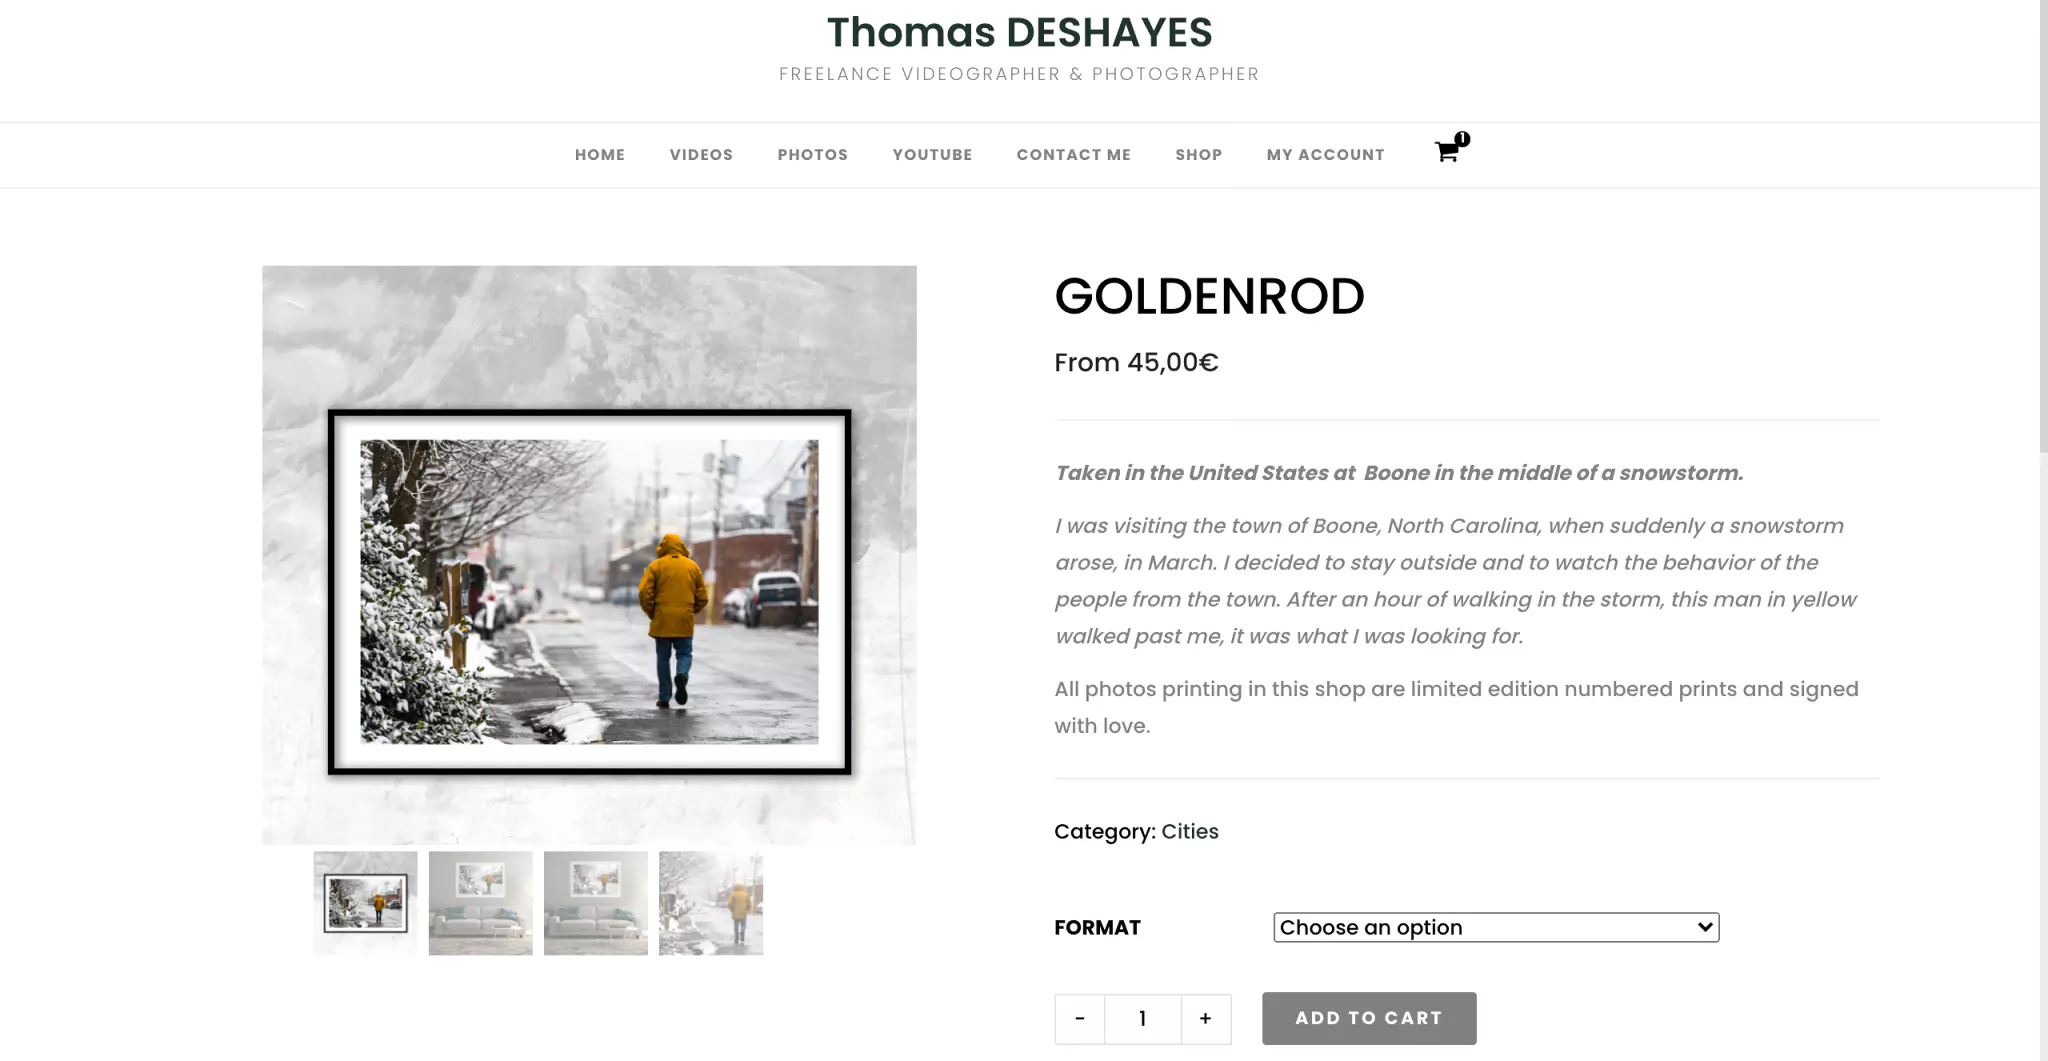 Thomas DESHAYES
FREELANCE VIDEOGRAPHER & PHOTOGRAPHER
HOME VIDEOS PHOTOS YOUTUBE CONTACT ME SHOP MY ACCOUNT 1
GOLDENROD
From 45,00€
Taken in the United States at Boone in the middle of a snowstorm.
I was visiting the town of Boone, North Carolina, when suddenly a snowstorm
arose, in March. I decided to stay outside and to watch the behavior of the
people from the town. After an hour of walking in the storm, this man in yellow
walked past me, it was what I was looking for.
All photos printing in this shop are limited edition numbered prints and signed
with love.
Category: Cities
FORMAT Choose an option
- 1 + ADD TO CART